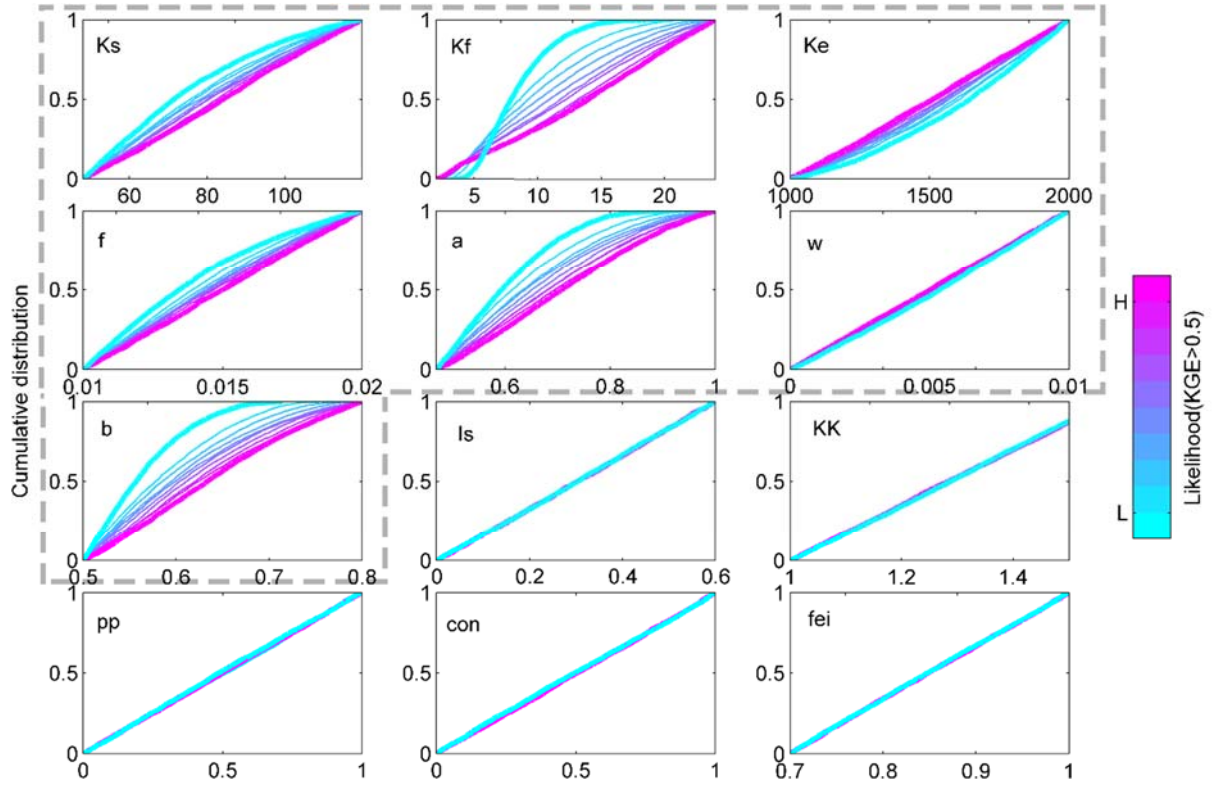 Cumulative distribution
1
0.5
0
Ks
60 80 100
1
0.5
0
Kf
5 10 15 20
1
0.5
0
Ke
1000 1500 2000
1
0.5
0
f
0.01 0.015 0.02
1
0.5
0
a
0.6 0.8 1
1
0.5
0
w
0 0.005 0.01
1
0.5
0
b
0.5 0.6 0.7 0.8
1
0.5
0
Is
0 0.2 0.4 0.6
1
0.5
0
KK
1 1.2 1.4
1
0.5
0
pp
0 0.5 1
1
0.5
0
con
0 0.5 1
1
0.5
0
fei
0.7 0.8 0.9 1
H
L
Likelihood(KGE>0.5)